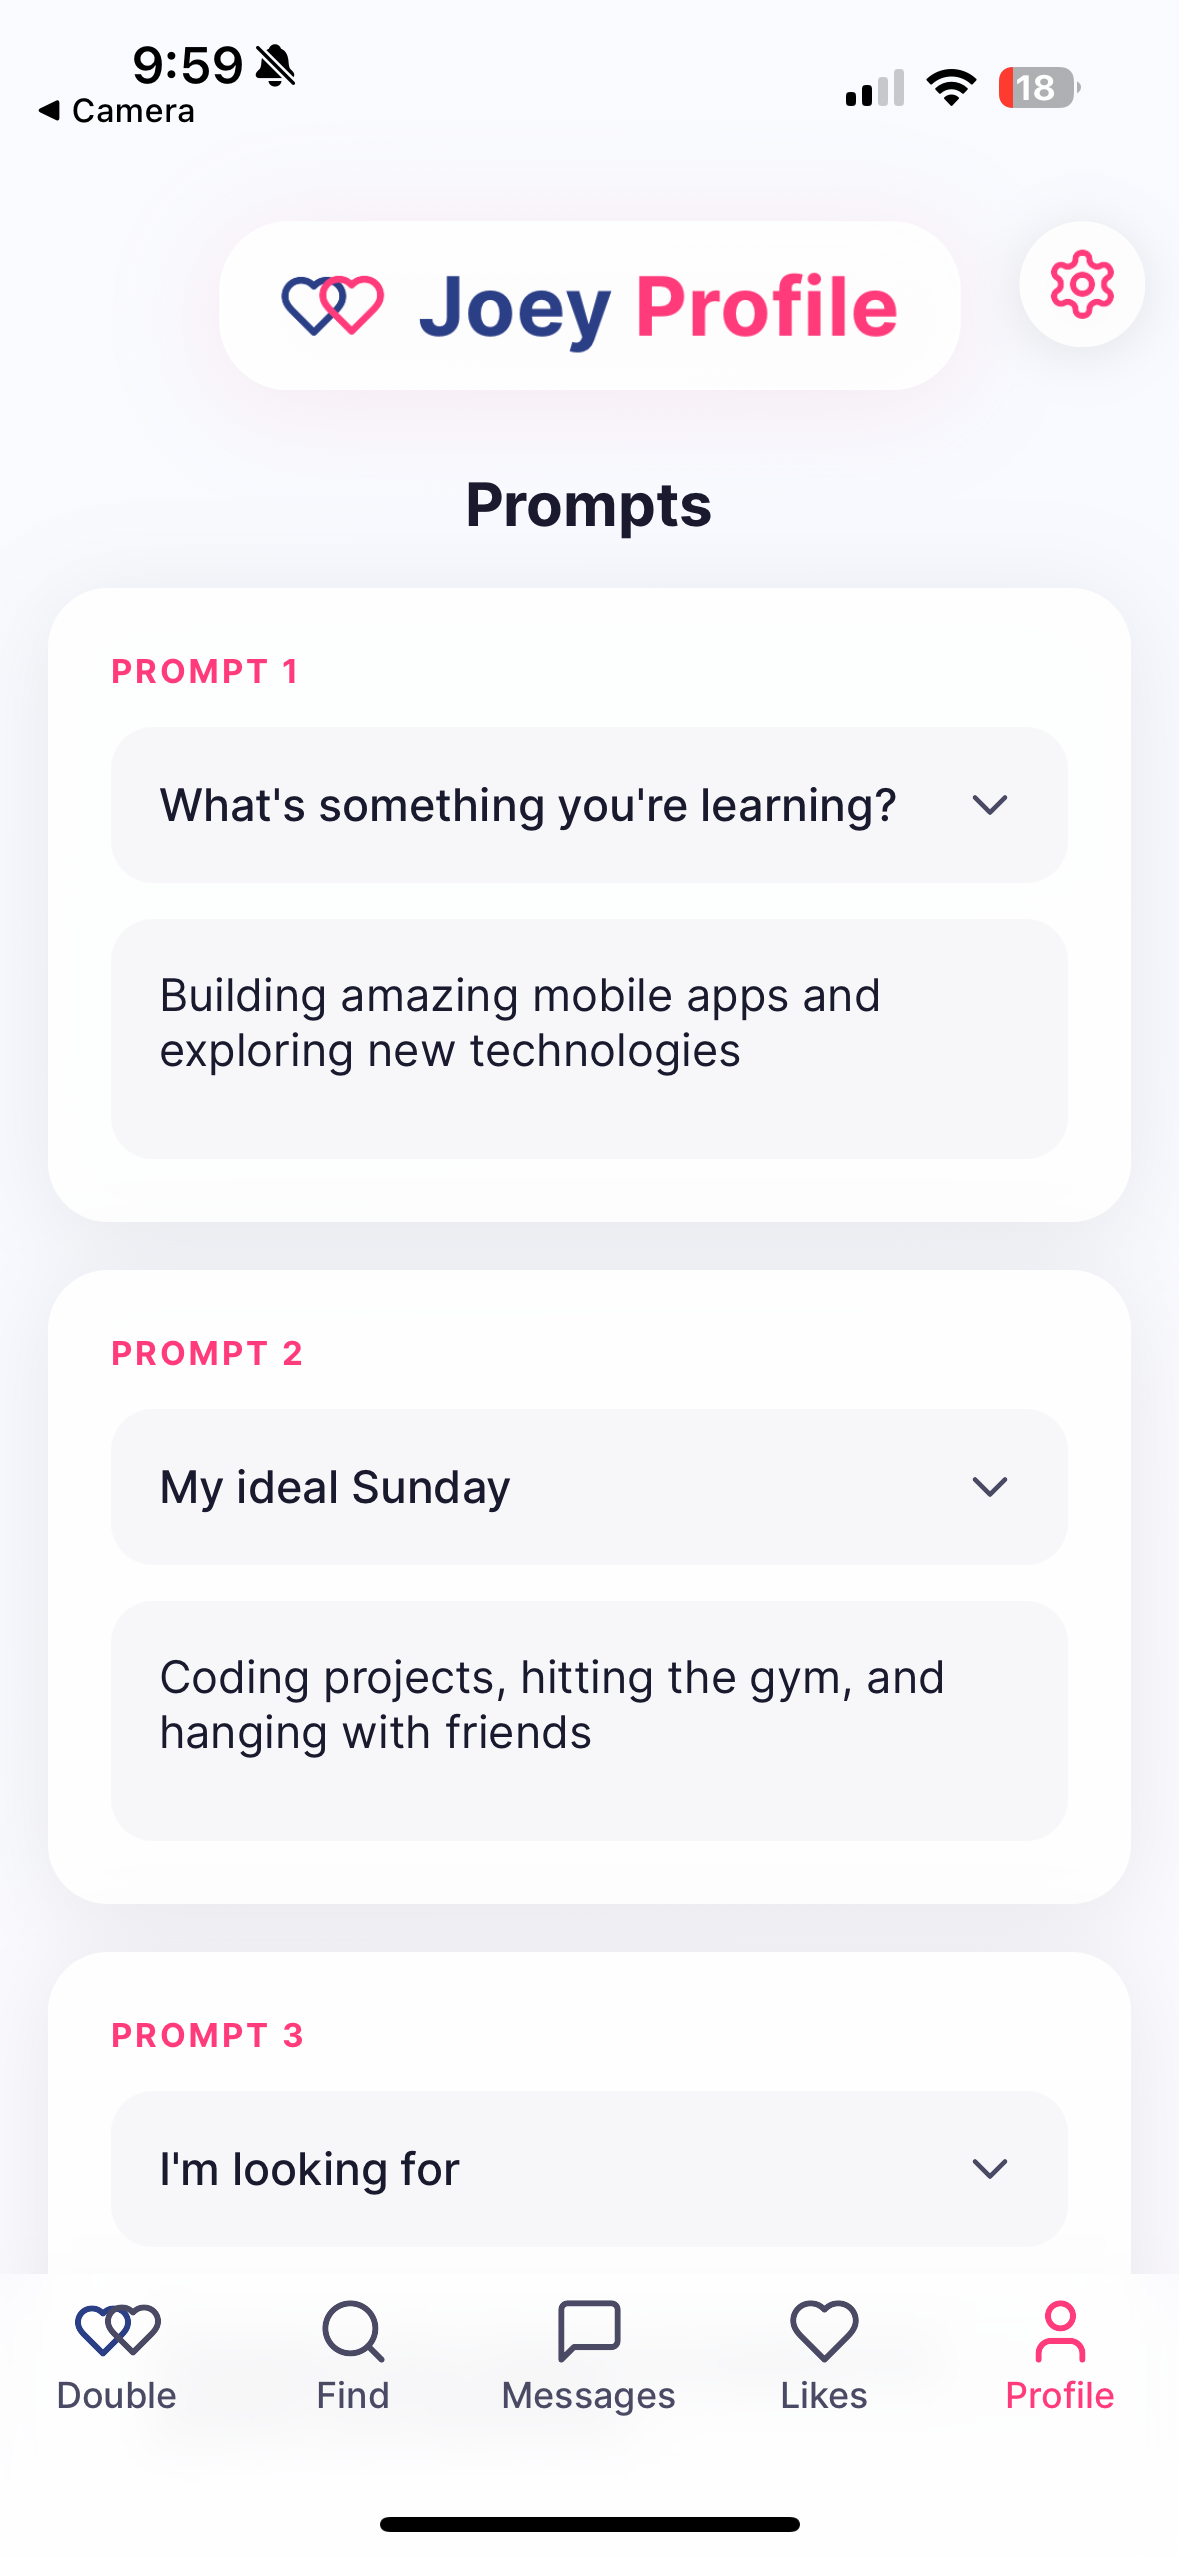 9:59
◀ Camera
18
Joey Profile
Prompts
PROMPT 1
What's something you're learning?
Building amazing mobile apps and
exploring new technologies
PROMPT 2
My ideal Sunday
Coding projects, hitting the gym, and
hanging with friends
PROMPT 3
I'm looking for
Double Find Messages Likes Profile